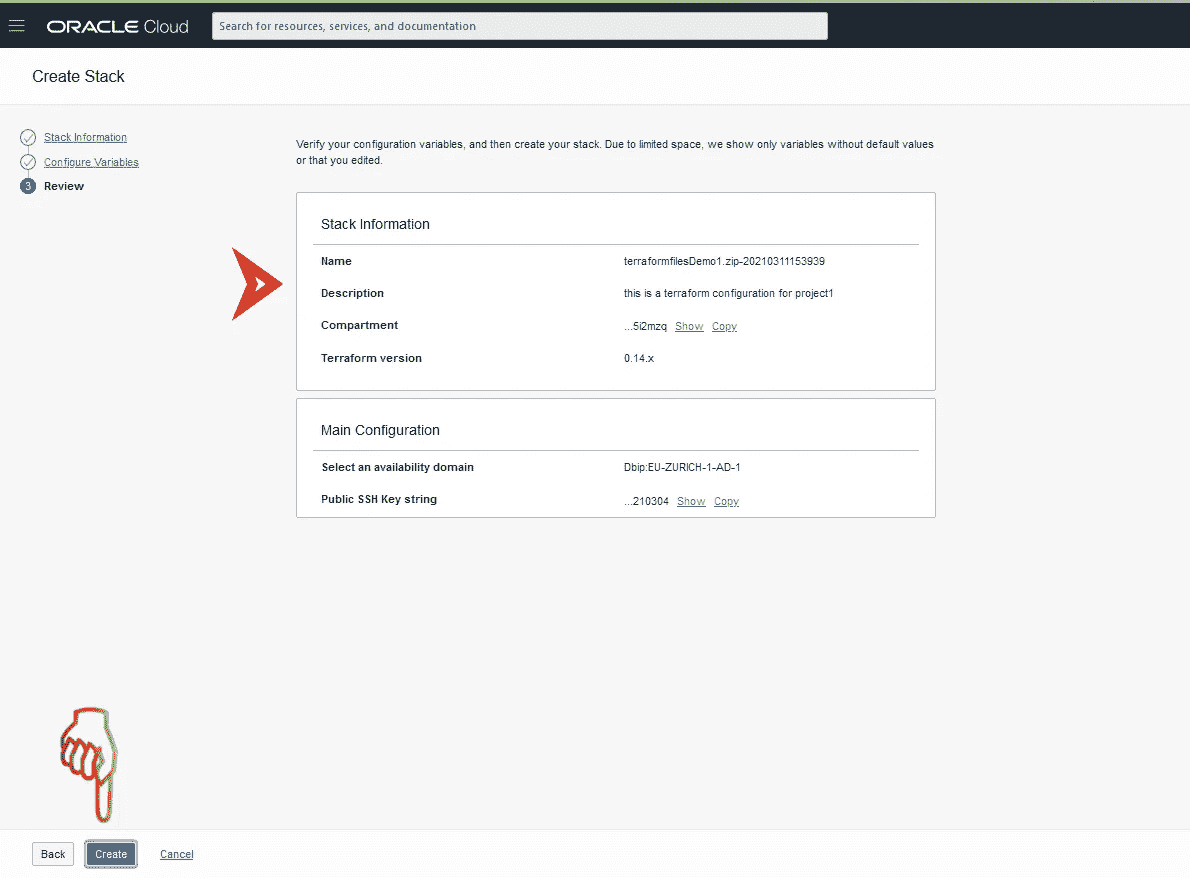 ORACLE Cloud
Search for resources, services, and documentation
Create Stack
Stack Information
Configure Variables
3 Review
Verify your configuration variables, and then create your stack. Due to limited space, we show only variables without default values
or that you edited.
Stack Information
Name terraformfilesDemo1.zip-20210311153939
Description this is a terraform configuration for project1
Compartment ...5i2mzq Show Copy
Terraform version 0.14.x
Main Configuration
Select an availability domain Dbip:EU-ZURICH-1-AD-1
Public SSH Key string ...210304 Show Copy
Back Create Cancel